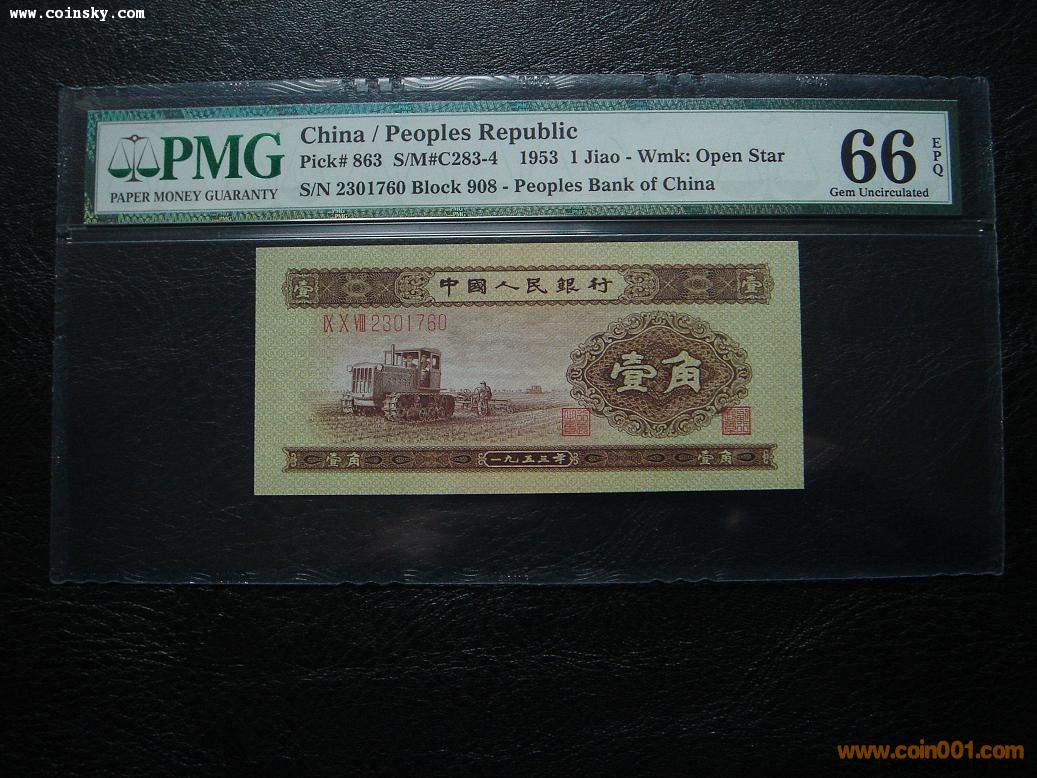 www.coinsky.com
PMG
PAPER MONEY GUARANTY
China / Peoples Republic
Pick# 863 S/M#C283-4 1953 1 Jiao - Wmk: Open Star
S/N 2301760 Block 908 - Peoples Bank of China
66
EPQ
Gem Uncirculated
壹 中國人民銀行 壹
ⅨⅩⅧ 2301760
壹角
壹角 一九五三年 壹角
www.coin001.com